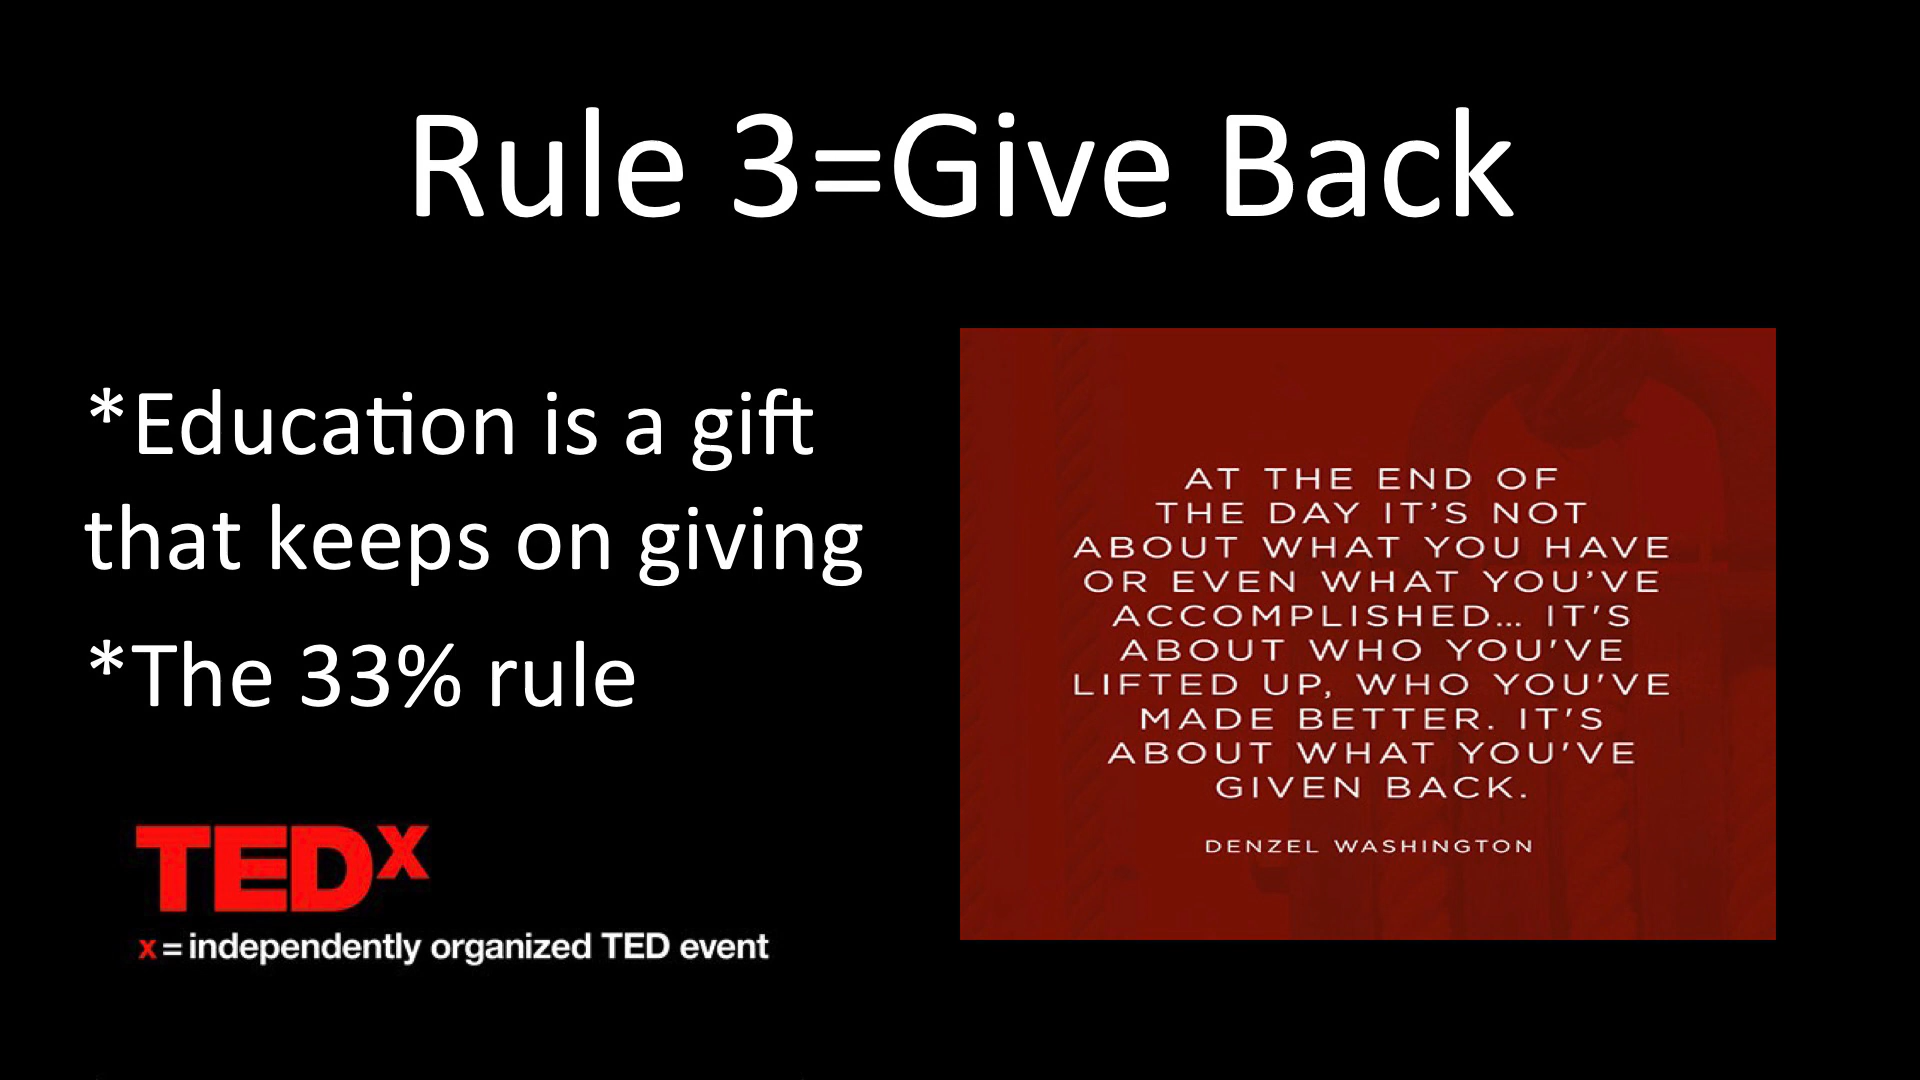 Rule 3=Give Back
*Education is a gift
that keeps on giving
*The 33% rule
TEDx
x = independently organized TED event
AT THE END OF
THE DAY IT’S NOT
ABOUT WHAT YOU HAVE
OR EVEN WHAT YOU’VE
ACCOMPLISHED... IT'S
ABOUT WHO YOU'VE
LIFTED UP, WHO YOU'VE
MADE BETTER. IT'S
ABOUT WHAT YOU'VE
GIVEN BACK.
DENZEL WASHINGTON